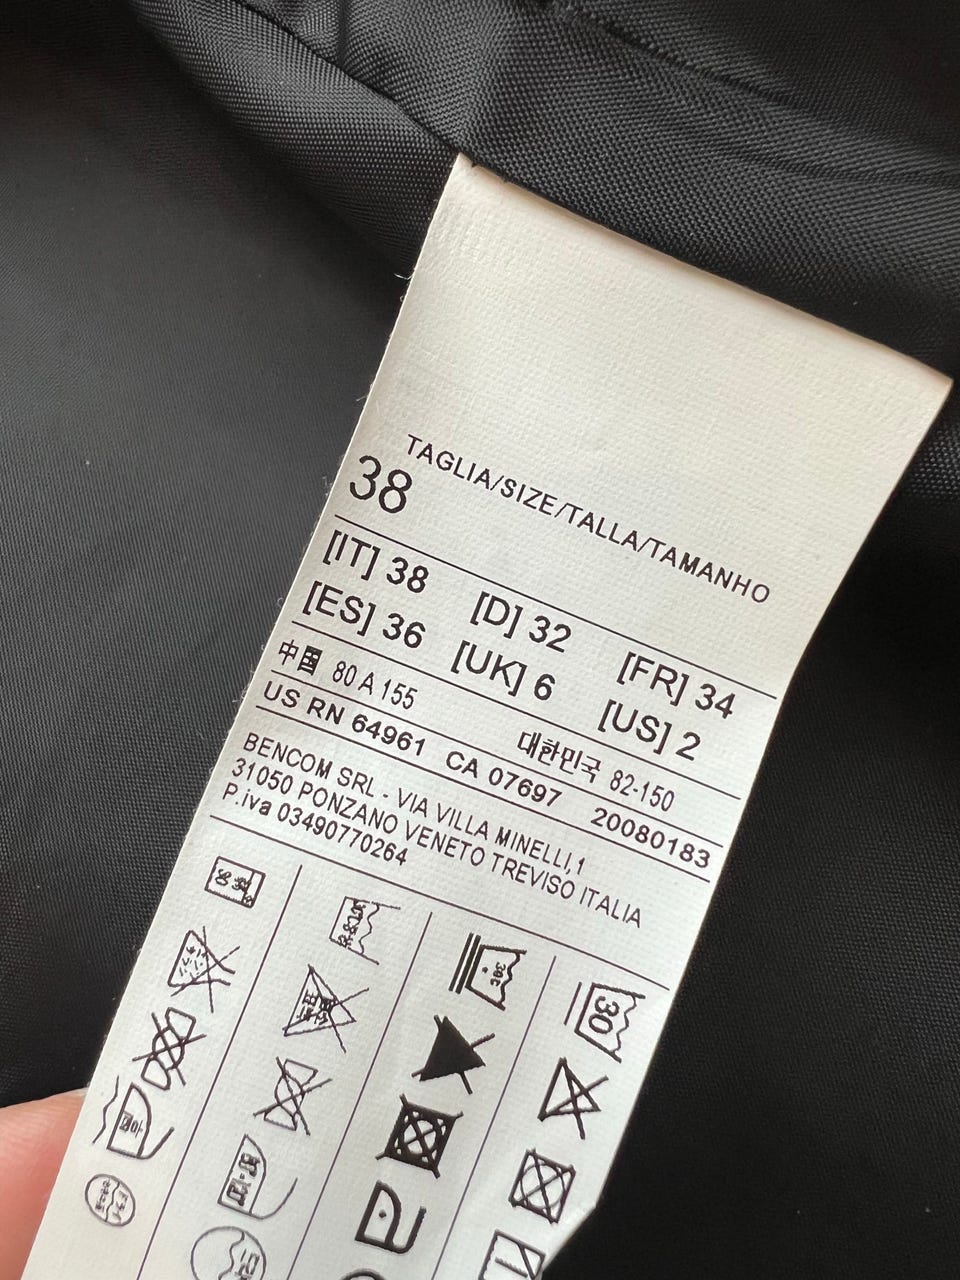 TAGLIA/SIZE/TALLA/TAMANHO
38
[IT] 38 [D] 32 [FR] 34
[ES] 36 [UK] 6 [US] 2
中国 80 A 155 대한민국 82-150
US RN 64961 CA 07697 20080183
BENCOM SRL - VIA VILLA MINELLI,1
31050 PONZANO VENETO TREVISO ITALIA
P.iva 03490770264
30